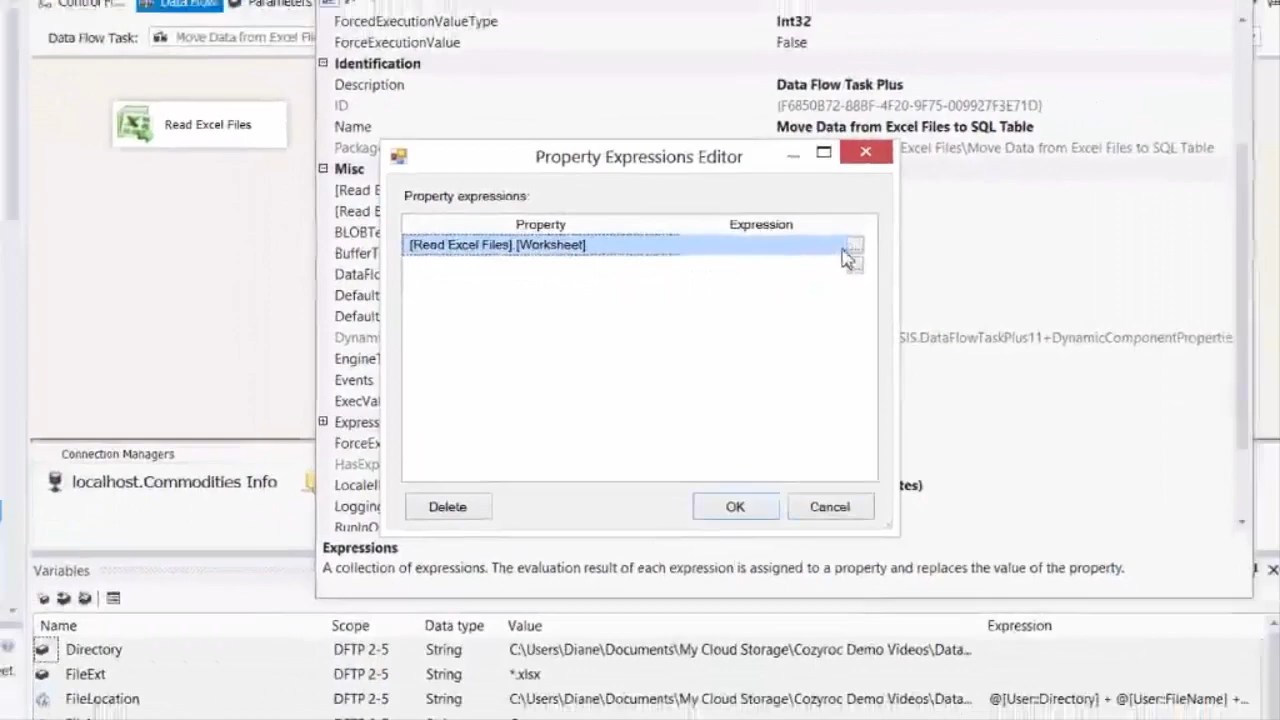 Control Fl... Data Flow Parameters
Data Flow Task: Move Data from Excel Fil
Read Excel Files
ForcedExecutionValueType Int32
ForceExecutionValue False
Identification
Description Data Flow Task Plus
ID {F6850B72-888F-4F20-9F75-009927F3E71D}
Name Move Data from Excel Files to SQL Table
Packag Excel Files\Move Data from Excel Files to SQL Table
Misc
[Read E
[Read E
BLOBTe
BufferT
DataFlo
Default
Default
Dynam SIS.DataFlowTaskPlus11+DynamicComponentPropertie
EngineT
Events
ExecVal
Express
ForceEx
HasExp
LocaleI tes)
Logging
RunInO
Property Expressions Editor
Property expressions:
Property Expression
[Read Excel Files].[Worksheet] ...
Delete OK Cancel
Expressions
A collection of expressions. The evaluation result of each expression is assigned to a property and replaces the value of the property.
Connection Managers
localhost.Commodities Info
Variables
Name Scope Data type Value Expression
Directory DFTP 2-5 String C:\Users\Diane\Documents\My Cloud Storage\Cozyroc Demo Videos\Data...
FileExt DFTP 2-5 String *.xlsx
FileLocation DFTP 2-5 String C:\Users\Diane\Documents\My Cloud Storage\Cozyroc Demo Videos\Data... @[User::Directory] + @[User::FileName] +...